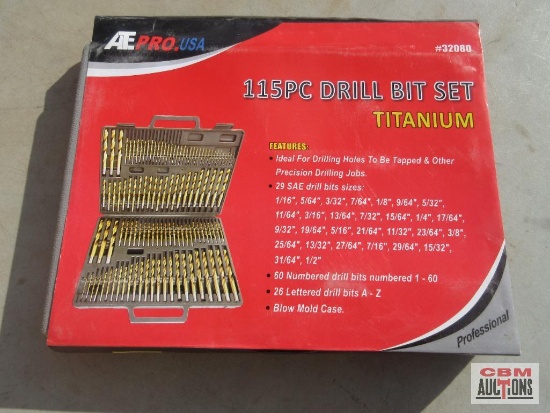 AEPRO.USA
#32060
115PC DRILL BIT SET
TITANIUM
FEATURES:
• Ideal For Drilling Holes To Be Tapped & Other
Precision Drilling Jobs.
• 29 SAE drill bits sizes:
1/16", 5/64", 3/32", 7/64", 1/8", 9/64", 5/32",
11/64", 3/16", 13/64", 7/32", 15/64", 1/4", 17/64",
9/32", 19/64", 5/16", 21/64", 11/32", 23/64", 3/8",
25/64", 13/32", 27/64", 7/16", 29/64", 15/32",
31/64", 1/2"
• 60 Numbered drill bits numbered 1 - 60
• 26 Lettered drill bits A - Z
• Blow Mold Case.
Professional
CBM
AUCTIONS